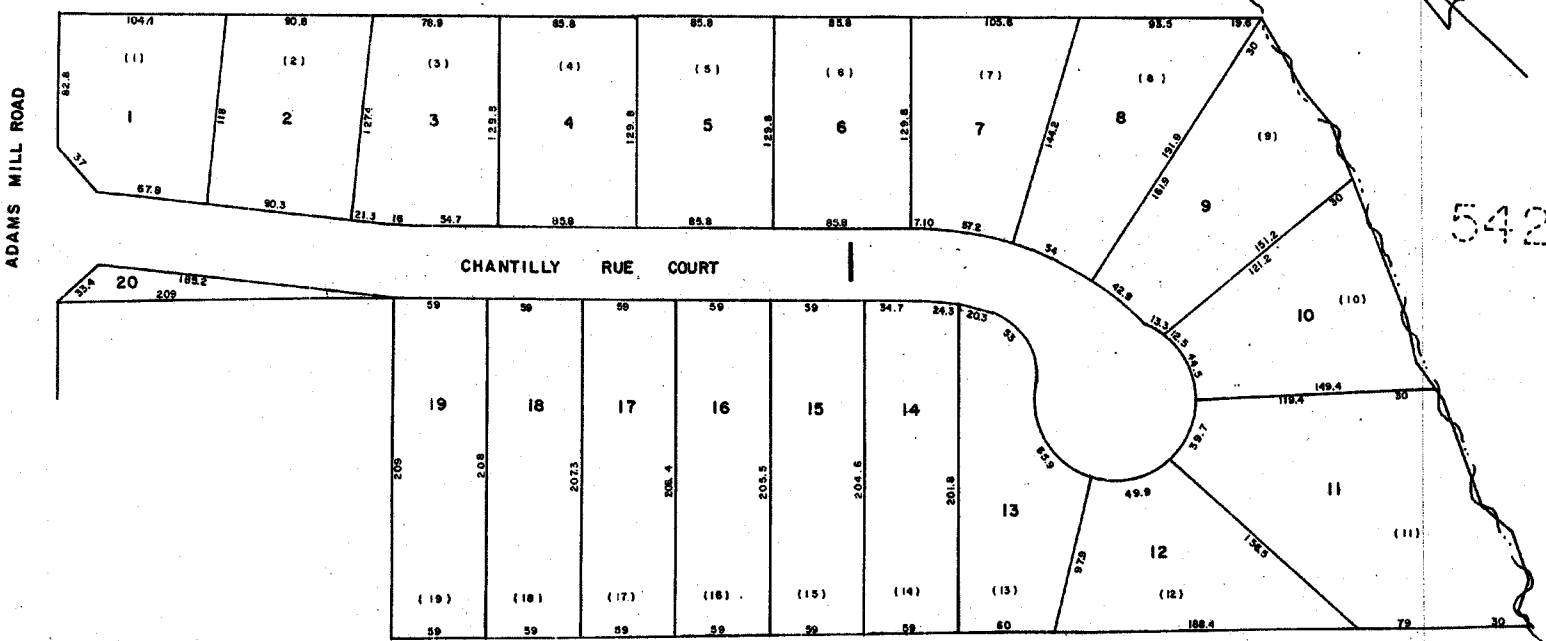 104.1 90.8 78.9 85.8 85.8 85.8 105.6 93.5 19.6
(1) (2) (3) (4) (5) (6) (7) (8) (9)
82.8 118 127.4 129.8 129.8 129.8 129.8 144.2 191.9 161.9 30
1 2 3 4 5 6 7 8 9
ADAMS MILL ROAD
37
67.8 90.3 21.3 16 54.7 85.8 85.8 85.8 7.10 57.2 54 42.9
151.2 121.2 30
542
CHANTILLY RUE COURT
33.4 20 185.2
209
59 59 59 59 59 34.7 24.3 20.3 53
13.3 12.5 44.5
10 (10)
149.4
119.4 30
19 18 17 16 15 14
209 208 207.3 206.4 205.5 204.6 201.8
65.9 49.9 39.7
13 97.9 12 156.5 11
(11)
(19) (18) (17) (16) (15) (14) (13) (12)
59 59 59 59 59 59 60 188.4 79 30